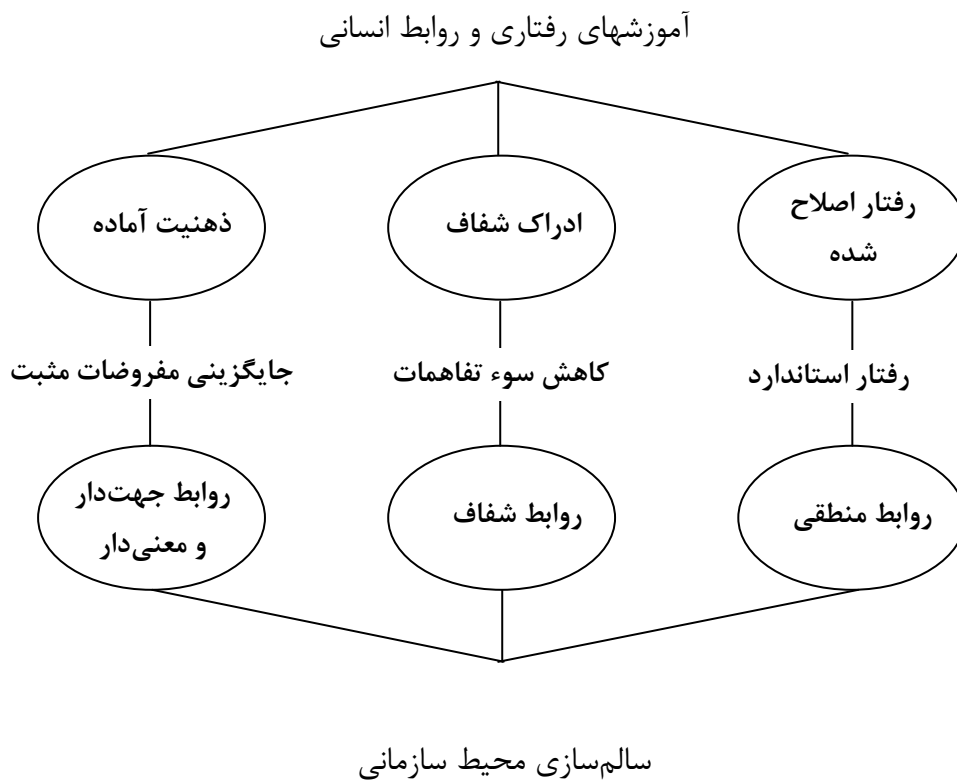 آموزشهای رفتاری و روابط انسانی
رفتار اصلاح
شده
ادراک شفاف
ذهنیت آماده
رفتار استاندارد
کاهش سوء تفاهمات
جایگزینی مفروضات مثبت
روابط منطقی
روابط شفاف
روابط جهت‌دار
و معنی‌دار
سالم‌سازی محیط سازمانی